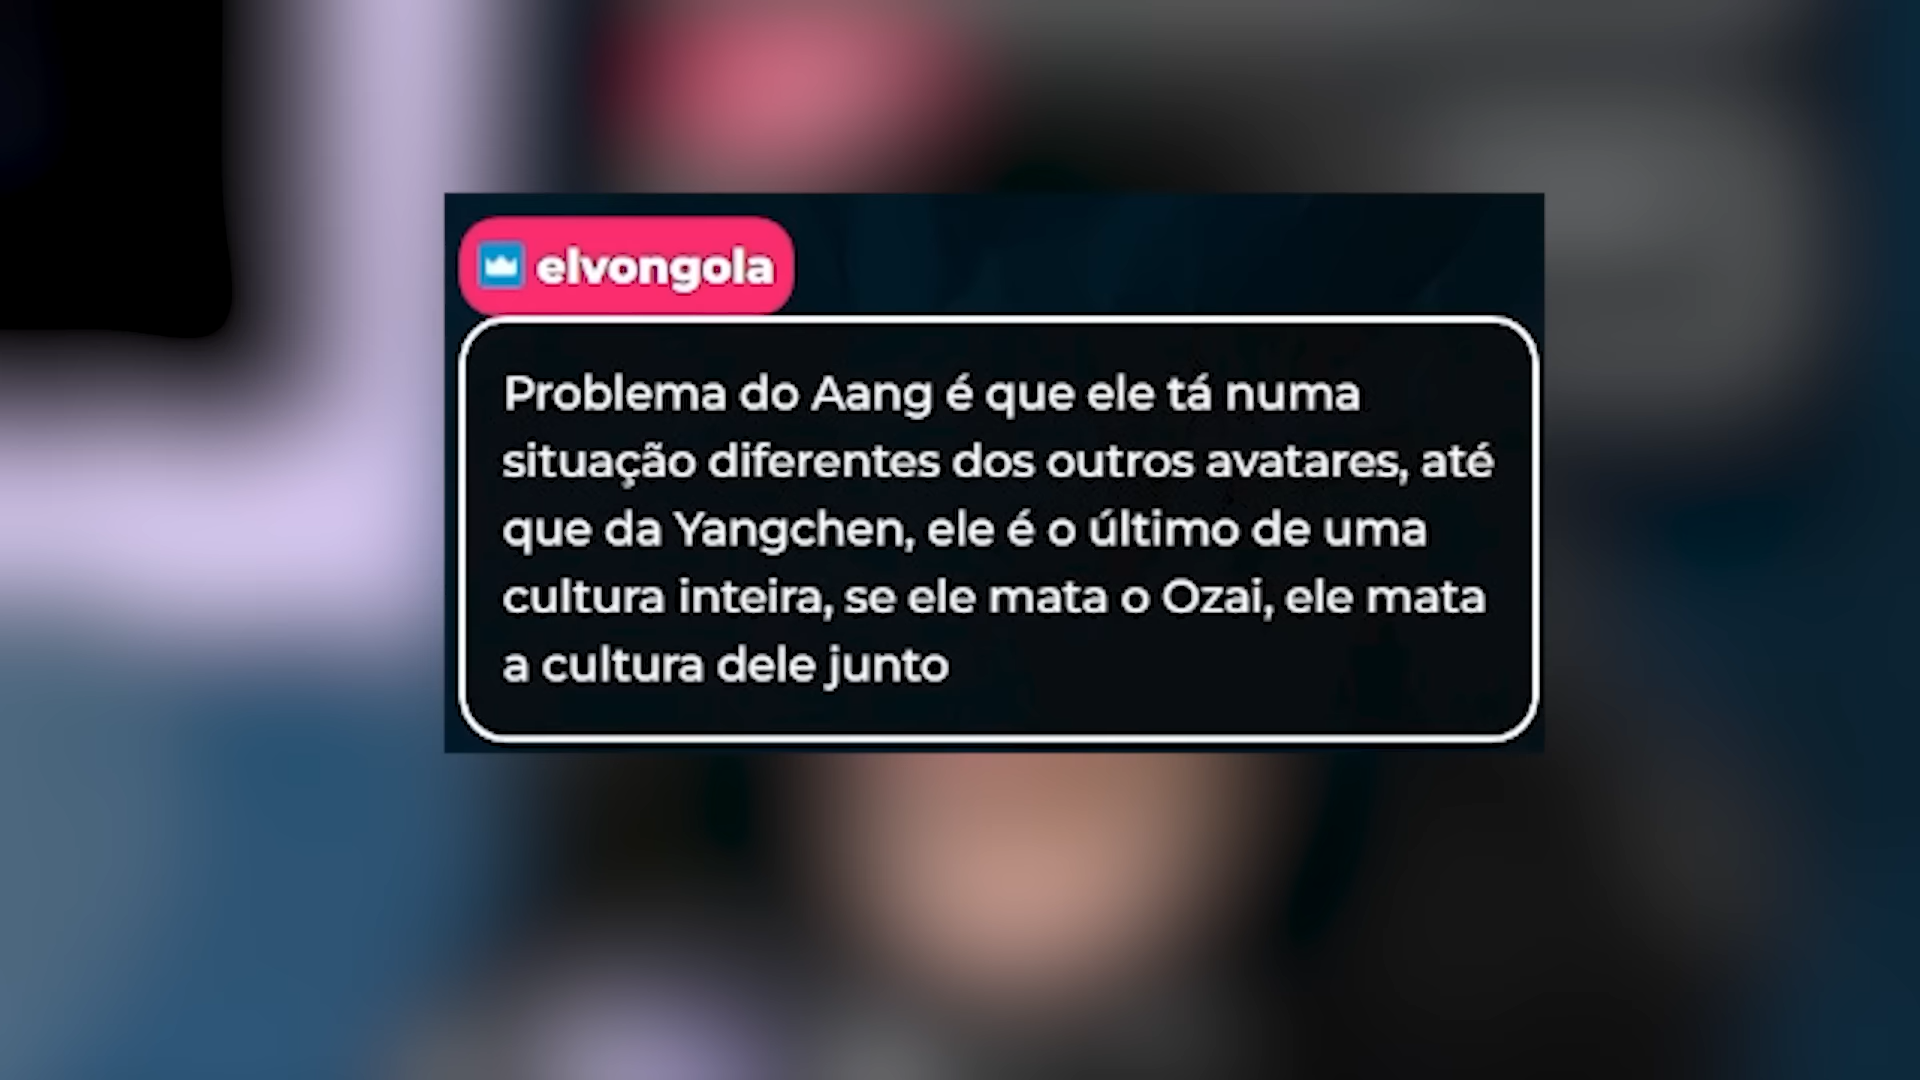 elvongola
Problema do Aang é que ele tá numa
situação diferentes dos outros avatares, até
que da Yangchen, ele é o último de uma
cultura inteira, se ele mata o Ozai, ele mata
a cultura dele junto